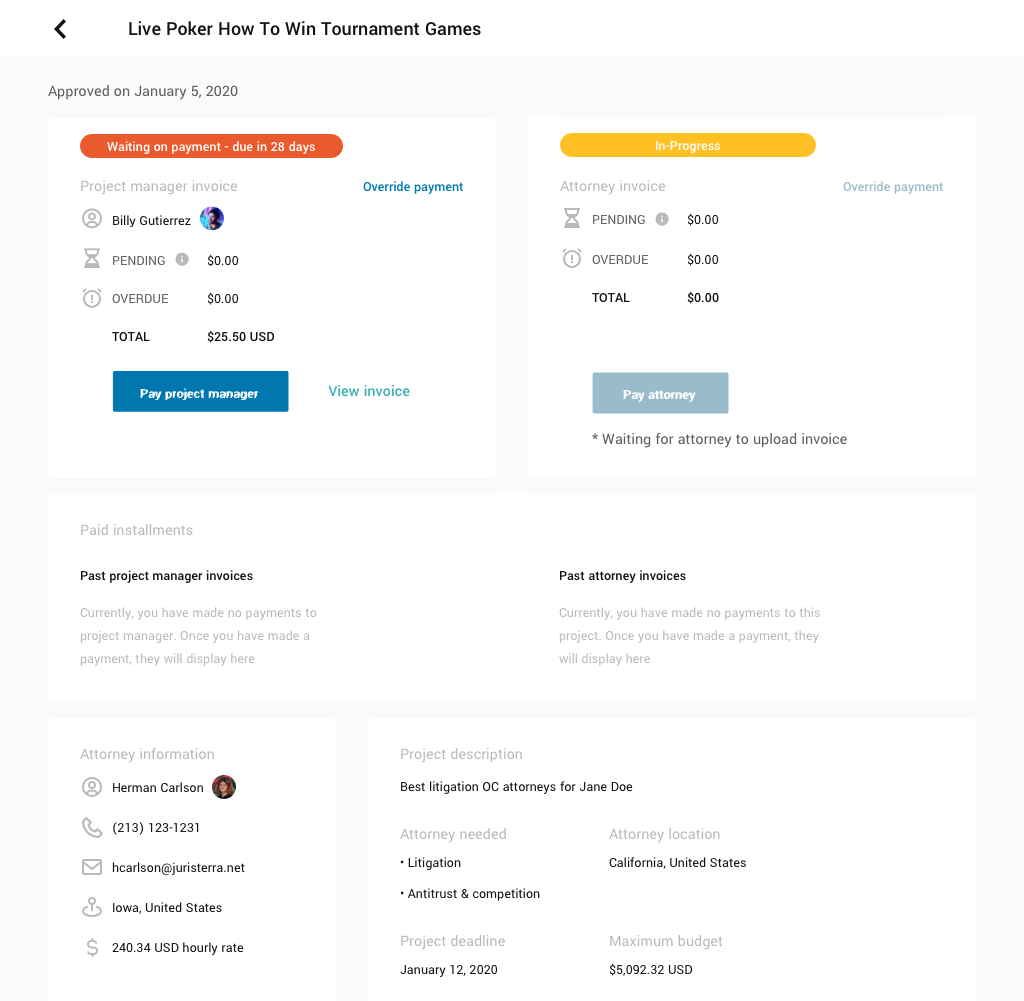 Live Poker How To Win Tournament Games
Approved on January 5, 2020
Waiting on payment - due in 28 days
Project manager invoice
Override payment
Billy Gutierrez
PENDING $0.00
OVERDUE $0.00
TOTAL $25.50 USD
Pay project manager
View invoice
In-Progress
Attorney invoice
Override payment
PENDING $0.00
OVERDUE $0.00
TOTAL $0.00
Pay attorney
* Waiting for attorney to upload invoice
Paid installments
Past project manager invoices
Currently, you have made no payments to
project manager. Once you have made a
payment, they will display here
Past attorney invoices
Currently, you have made no payments to this
project. Once you have made a payment, they
will display here
Attorney information
Herman Carlson
(213) 123-1231
hcarlson@juristerra.net
Iowa, United States
240.34 USD hourly rate
Project description
Best litigation OC attorneys for Jane Doe
Attorney needed
• Litigation
• Antitrust & competition
Attorney location
California, United States
Project deadline
January 12, 2020
Maximum budget
$5,092.32 USD